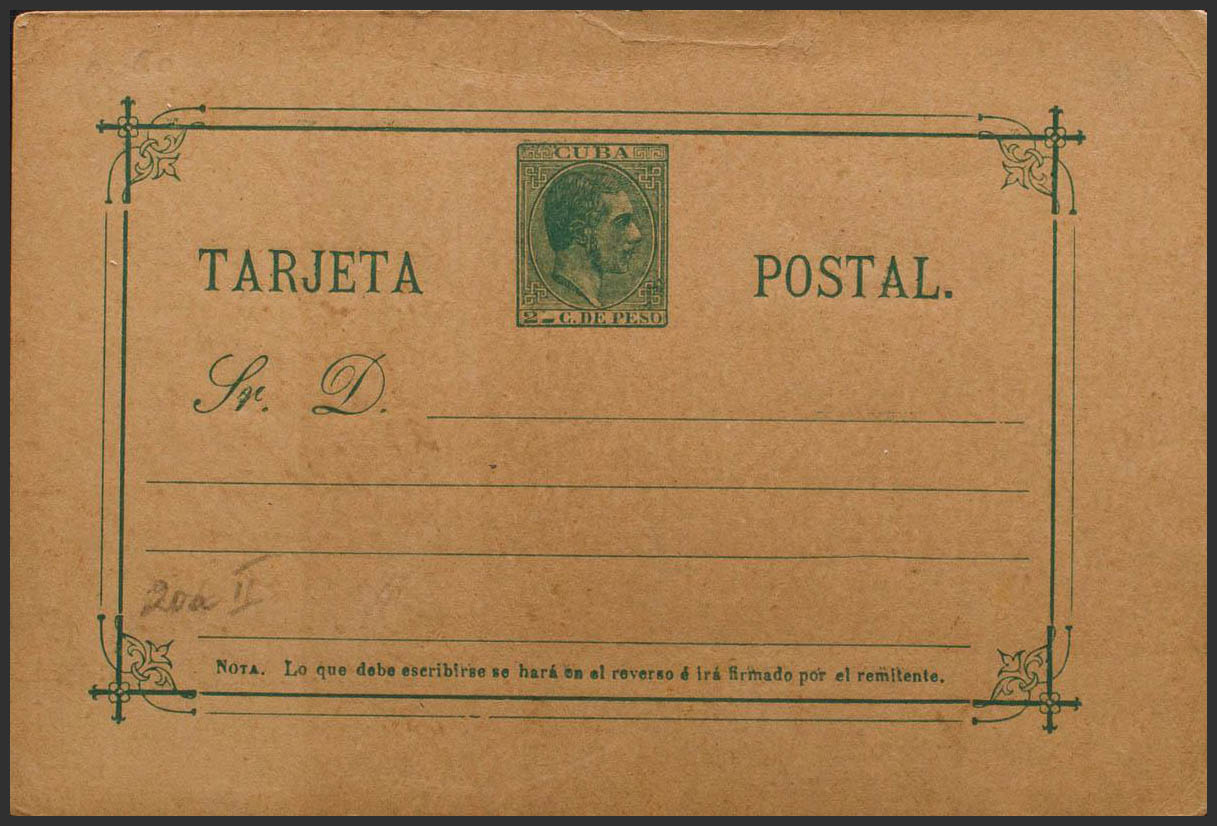 CUBA
2 - C. DE PESO
TARJETA POSTAL.
Sr. D.
20a II
NOTA. Lo que debe escribirse se hará en el reverso é irá firmado por el remitente.